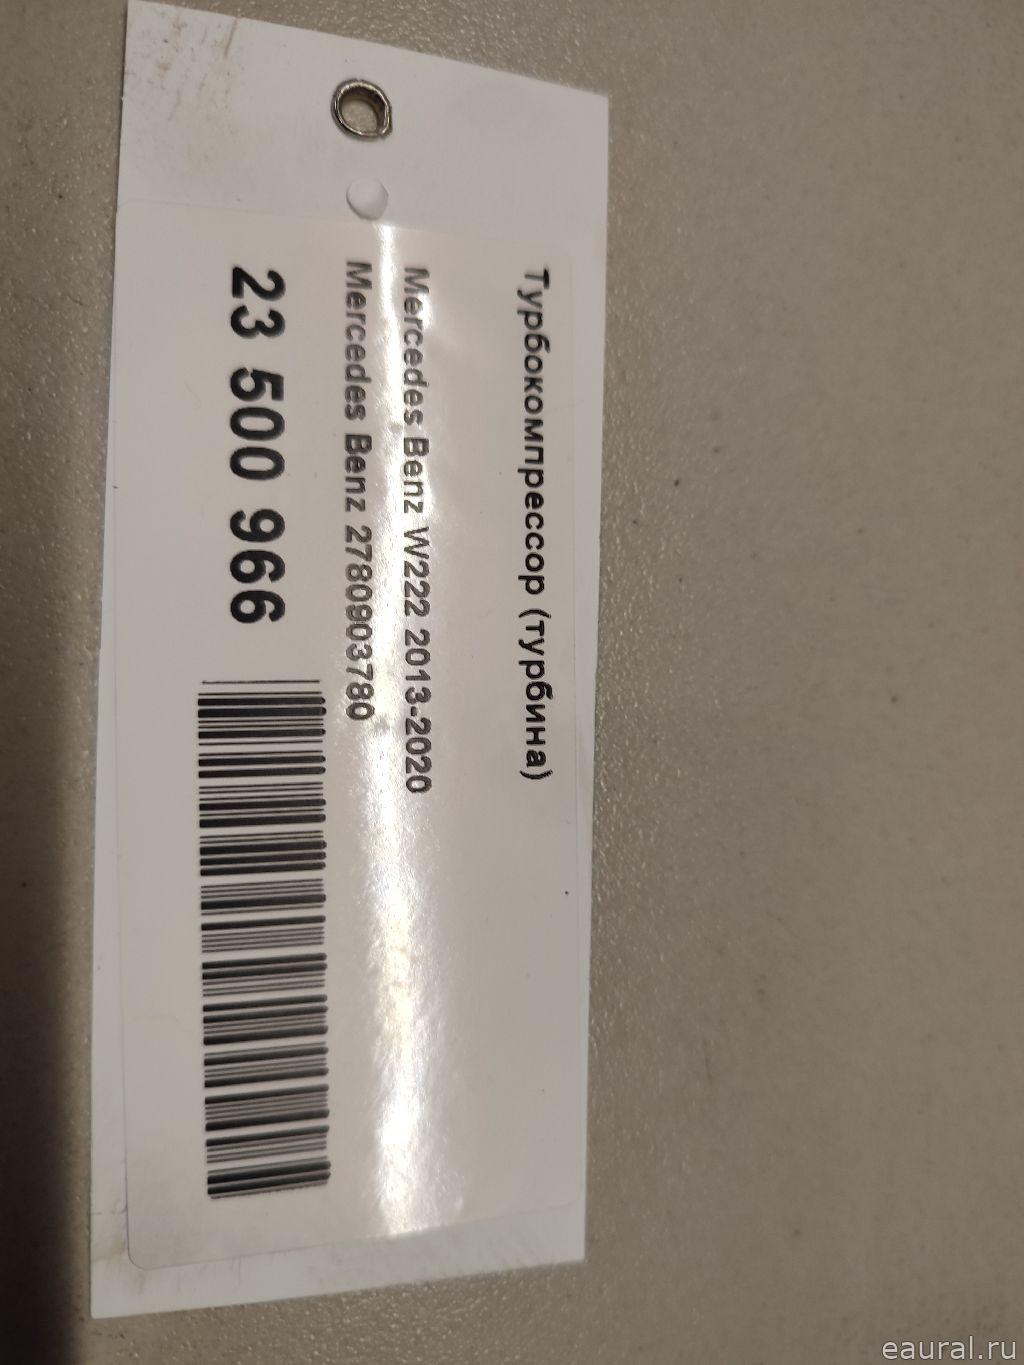 Турбокомпрессор (турбина)
Mercedes Benz W222 2013-2020
Mercedes Benz 2780903780
23 500 966
eaural.ru